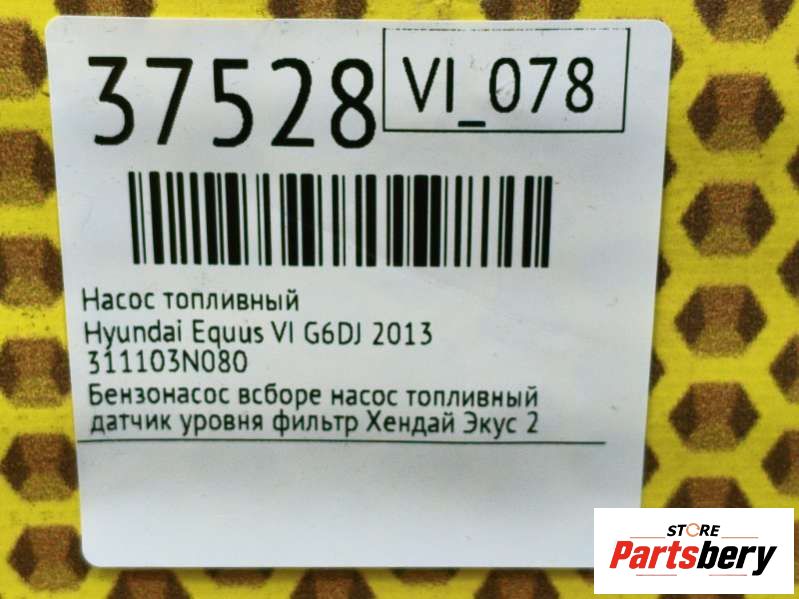 37528
VI_078
Насос топливный
Hyundai Equus VI G6DJ 2013
311103N080
Бензонасос всборе насос топливный
датчик уровня фильтр Хендай Экус 2
STORE
Partsbery